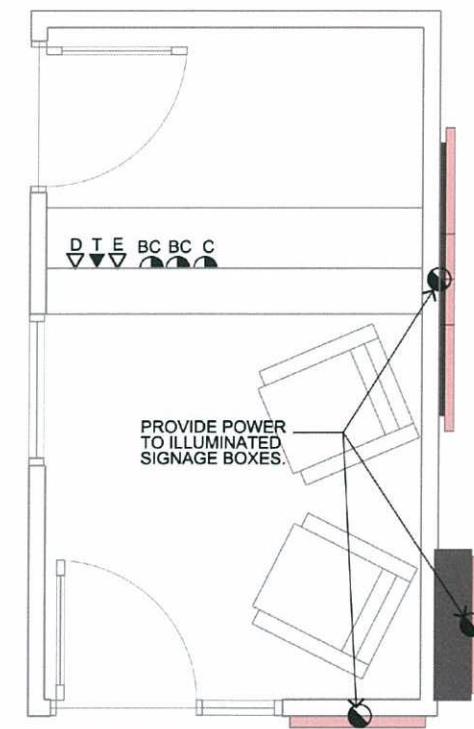 D T E BC BC C
PROVIDE POWER
TO ILLUMINATED
SIGNAGE BOXES.